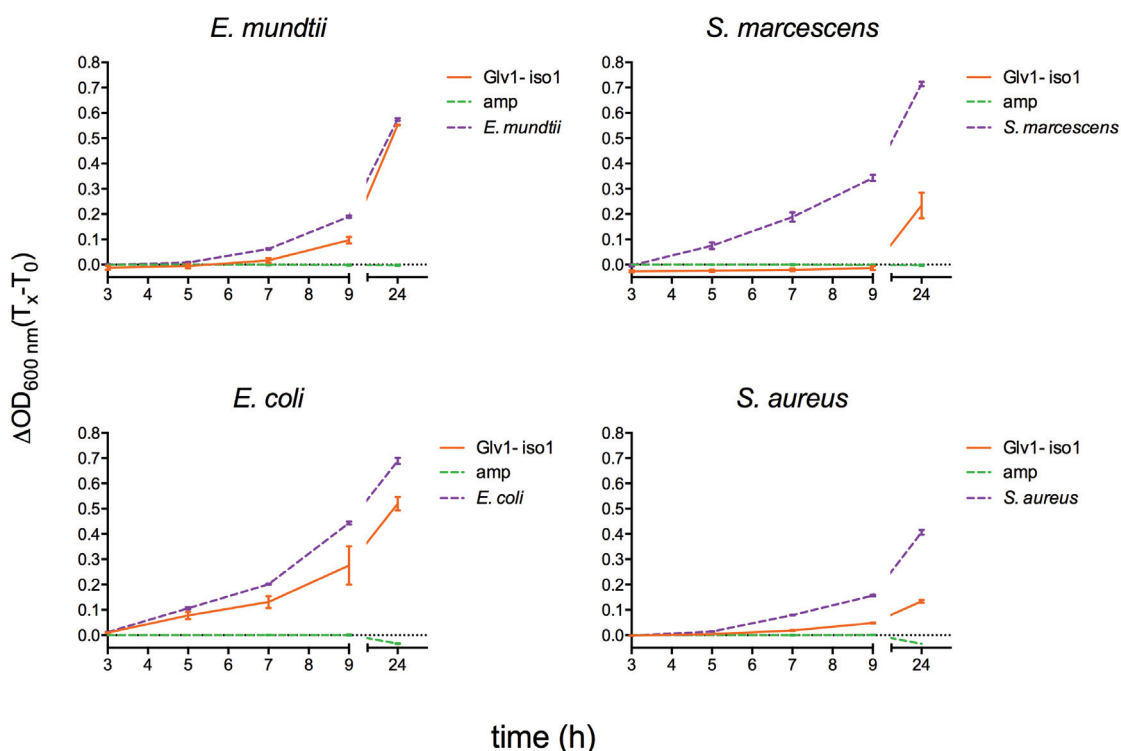 E. mundtii
0.8
0.7
0.6
0.5
0.4
0.3
0.2
0.1
0.0
3 4 5 6 7 8 9 24
Glv1- iso1
amp
E. mundtii
S. marcescens
0.8
0.7
0.6
0.5
0.4
0.3
0.2
0.1
0.0
3 4 5 6 7 8 9 24
Glv1- iso1
amp
S. marcescens
ΔOD600 nm(Tx-T0)
E. coli
0.8
0.7
0.6
0.5
0.4
0.3
0.2
0.1
0.0
3 4 5 6 7 8 9 24
Glv1- iso1
amp
E. coli
S. aureus
0.8
0.7
0.6
0.5
0.4
0.3
0.2
0.1
0.0
3 4 5 6 7 8 9 24
Glv1- iso1
amp
S. aureus
time (h)